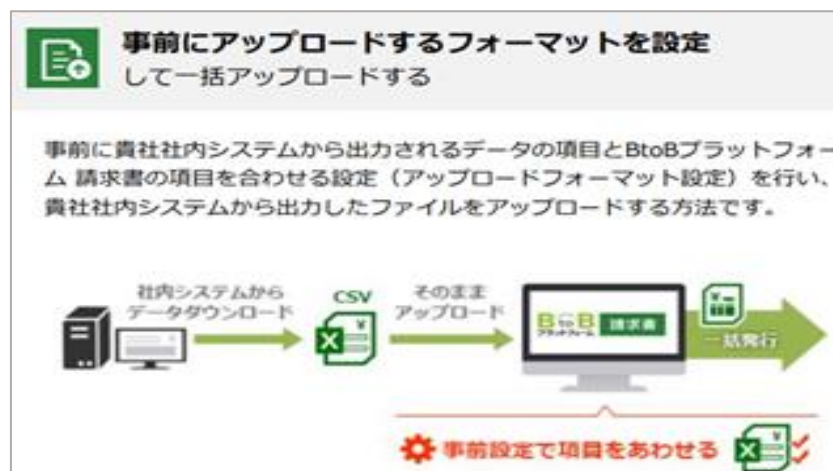 事前にアップロードするフォーマットを設定
して一括アップロードする
事前に貴社社内システムから出力されるデータの項目とBtoBプラットフォー
ム 請求書の項目を合わせる設定（アップロードフォーマット設定）を行い、
貴社社内システムから出力したファイルをアップロードする方法です。
社内システムから
データダウンロード
CSV
そのまま
アップロード
BtoB
プラットフォーム
請求書
一括発行
事前設定で項目をあわせる